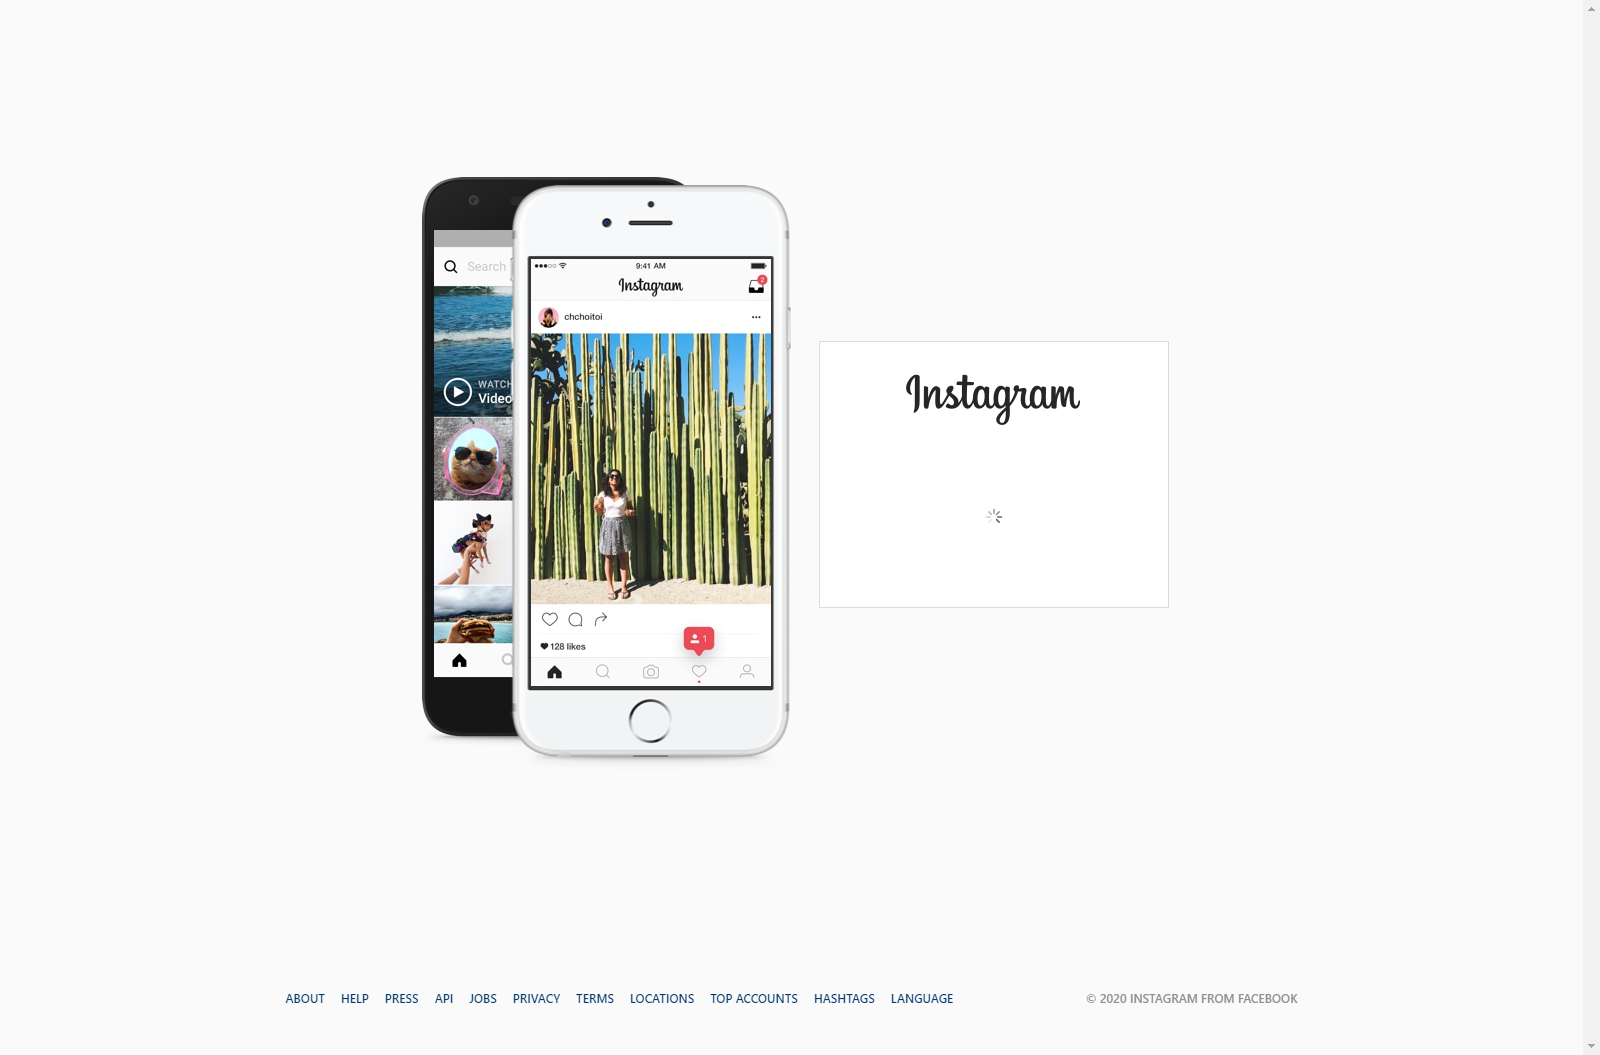 Search
WATCH
Video
9:41 AM
Instagram
2
chchoitoi
128 likes
1
Instagram
ABOUT HELP PRESS API JOBS PRIVACY TERMS LOCATIONS TOP ACCOUNTS HASHTAGS LANGUAGE
© 2020 INSTAGRAM FROM FACEBOOK